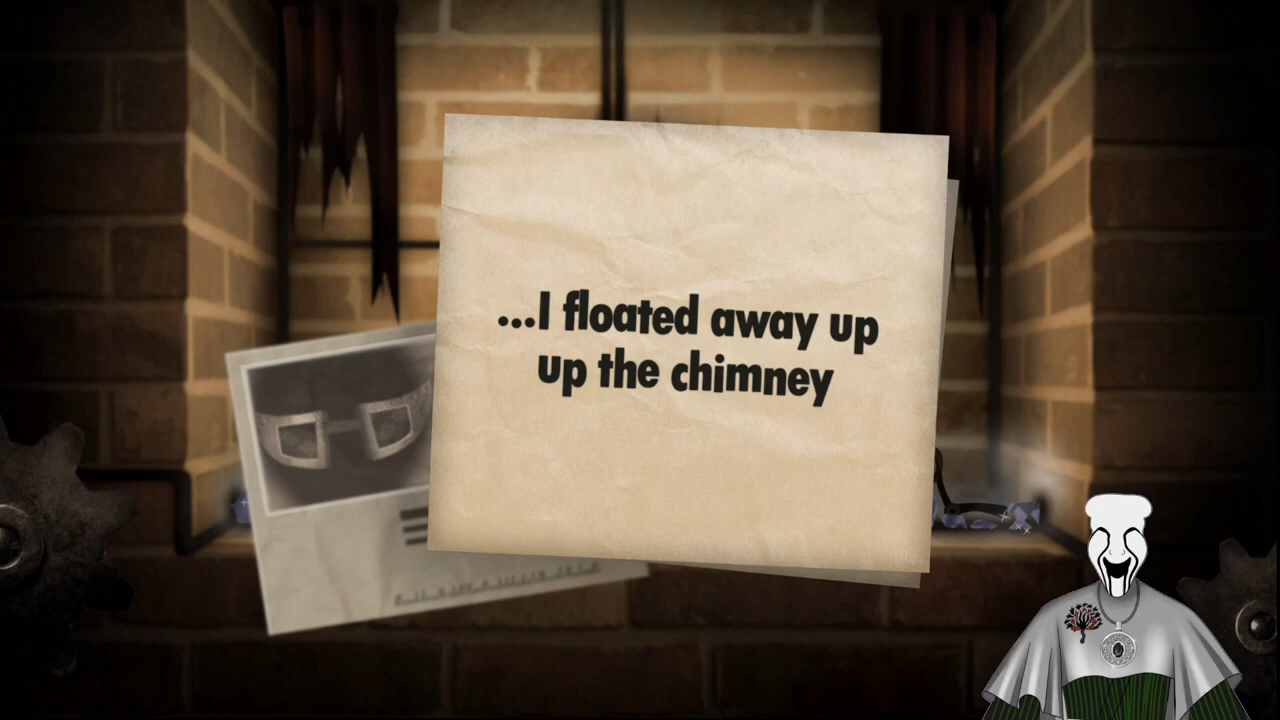 ...I floated away up
up the chimney